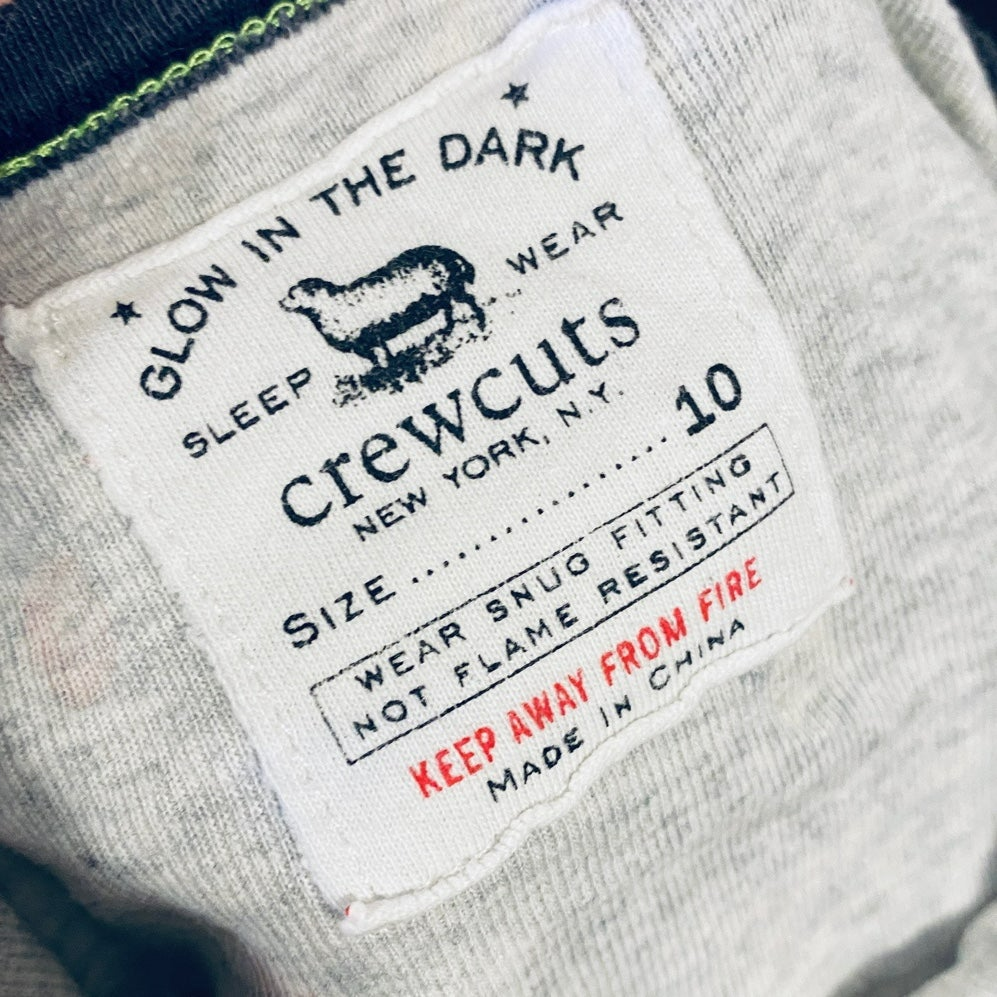 GLOW IN THE DARK
SLEEP WEAR
crewcuts
NEW YORK, N.Y.
SIZE .................... 10
WEAR SNUG FITTING
NOT FLAME RESISTANT
KEEP AWAY FROM FIRE
MADE IN CHINA